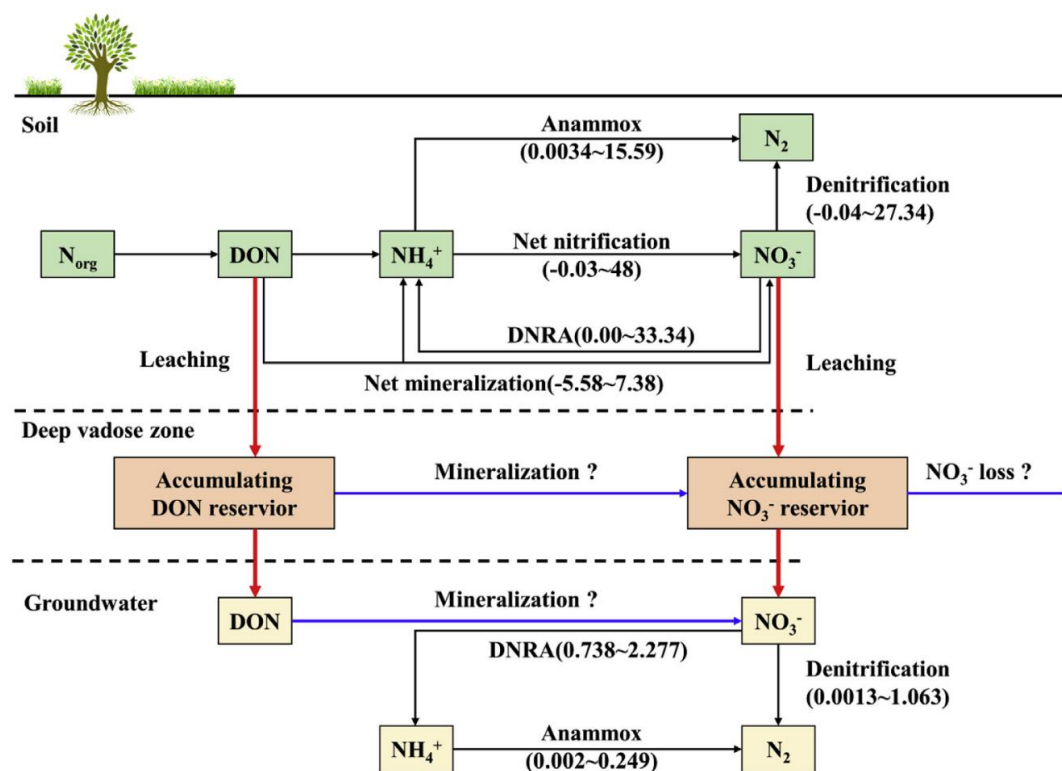 Soil
Anammox
(0.0034~15.59)
N₂
Denitrification
(-0.04~27.34)
N_org
DON
NH₄⁺
Net nitrification
(-0.03~48)
NO₃⁻
DNRA(0.00~33.34)
Leaching
Leaching
Net mineralization(-5.58~7.38)
Deep vadose zone
Accumulating
DON reservior
Mineralization ?
Accumulating
NO₃⁻ reservior
NO₃⁻ loss ?
Groundwater
DON
Mineralization ?
NO₃⁻
DNRA(0.738~2.277)
Denitrification
(0.0013~1.063)
NH₄⁺
Anammox
(0.002~0.249)
N₂